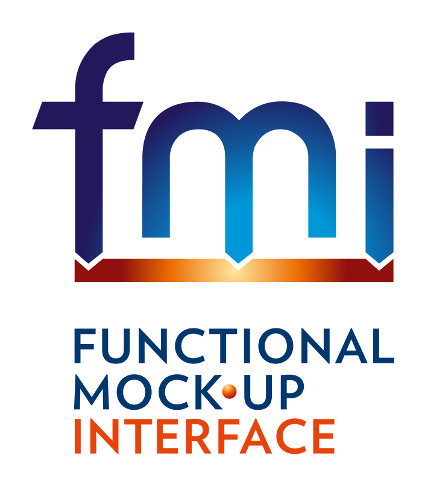 fmi
FUNCTIONAL
MOCK•UP
INTERFACE